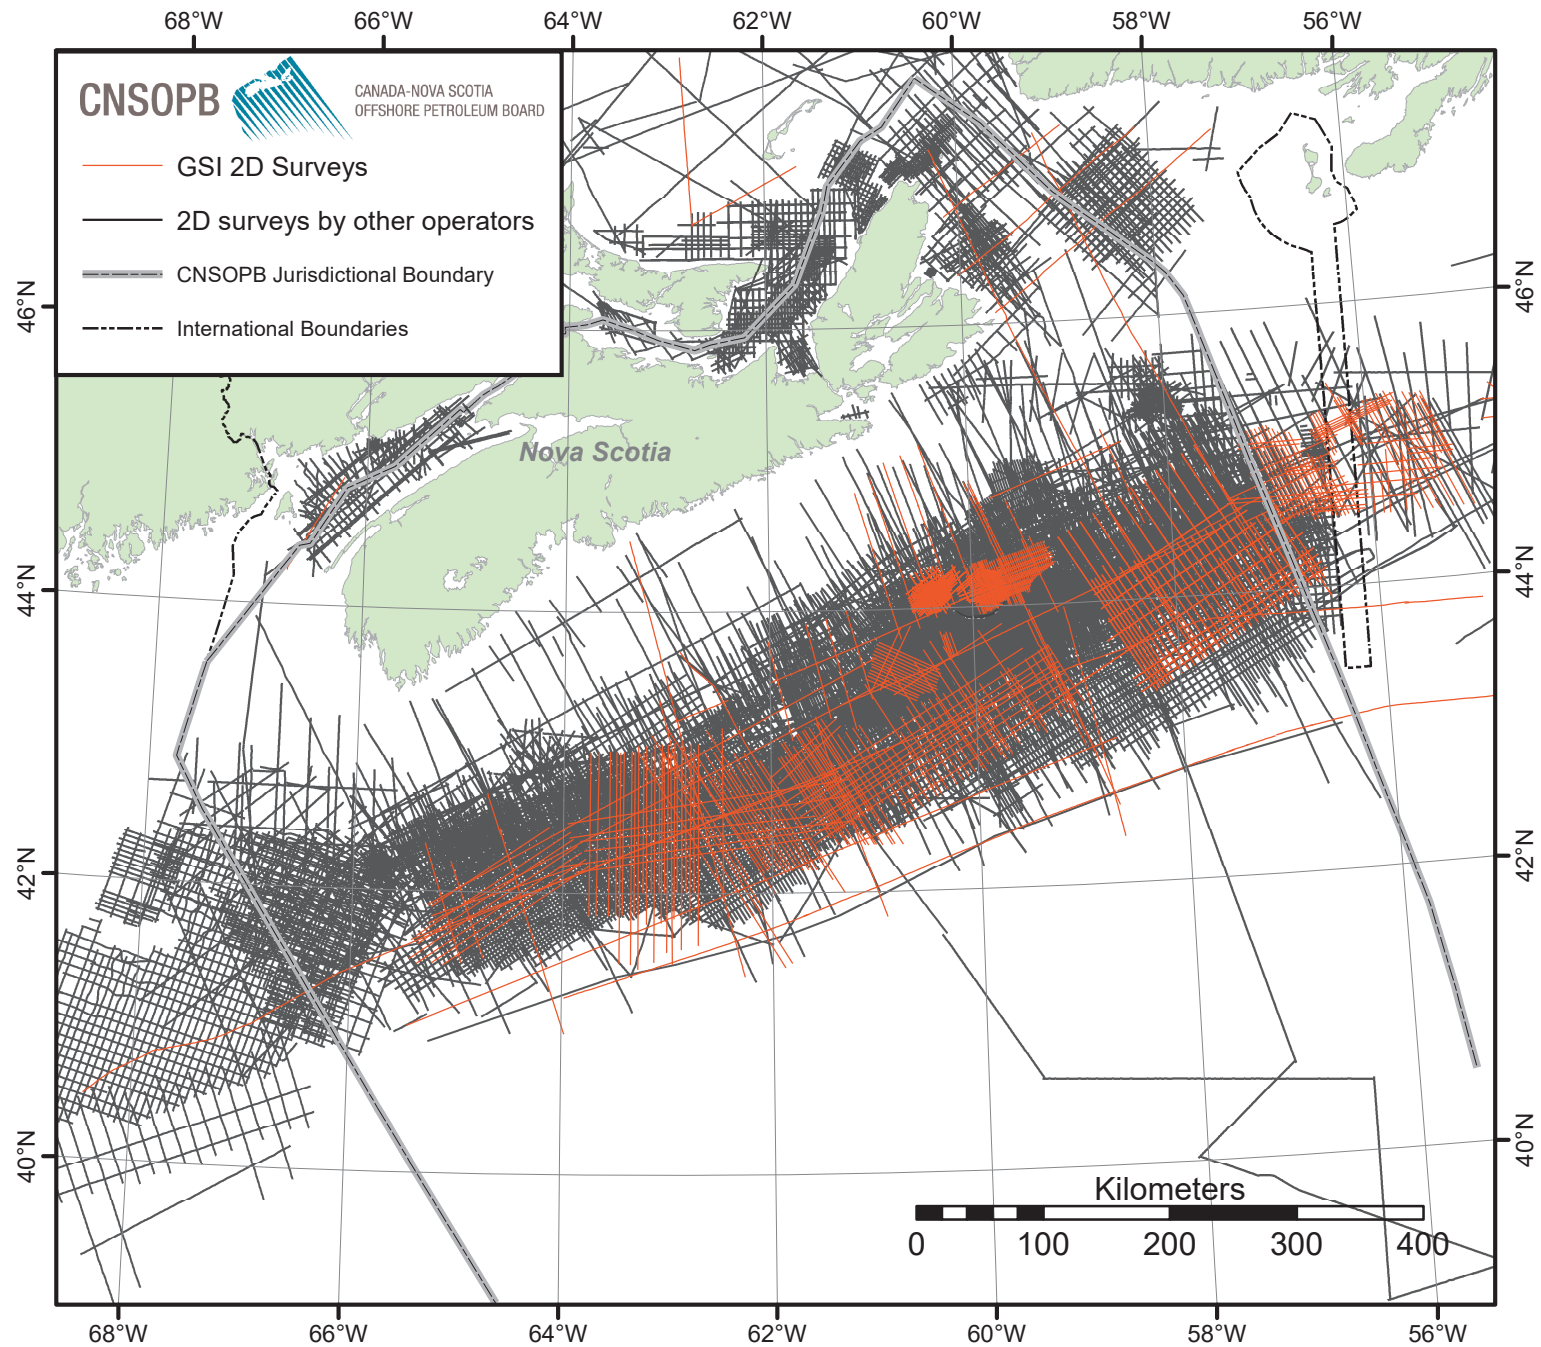 68°W 66°W 64°W 62°W 60°W 58°W 56°W
CNSOPB
CANADA-NOVA SCOTIA
OFFSHORE PETROLEUM BOARD
GSI 2D Surveys
2D surveys by other operators
CNSOPB Jurisdictional Boundary
International Boundaries
46°N
46°N
Nova Scotia
44°N
44°N
42°N
42°N
40°N
40°N
Kilometers
0 100 200 300 400
68°W 66°W 64°W 62°W 60°W 58°W 56°W